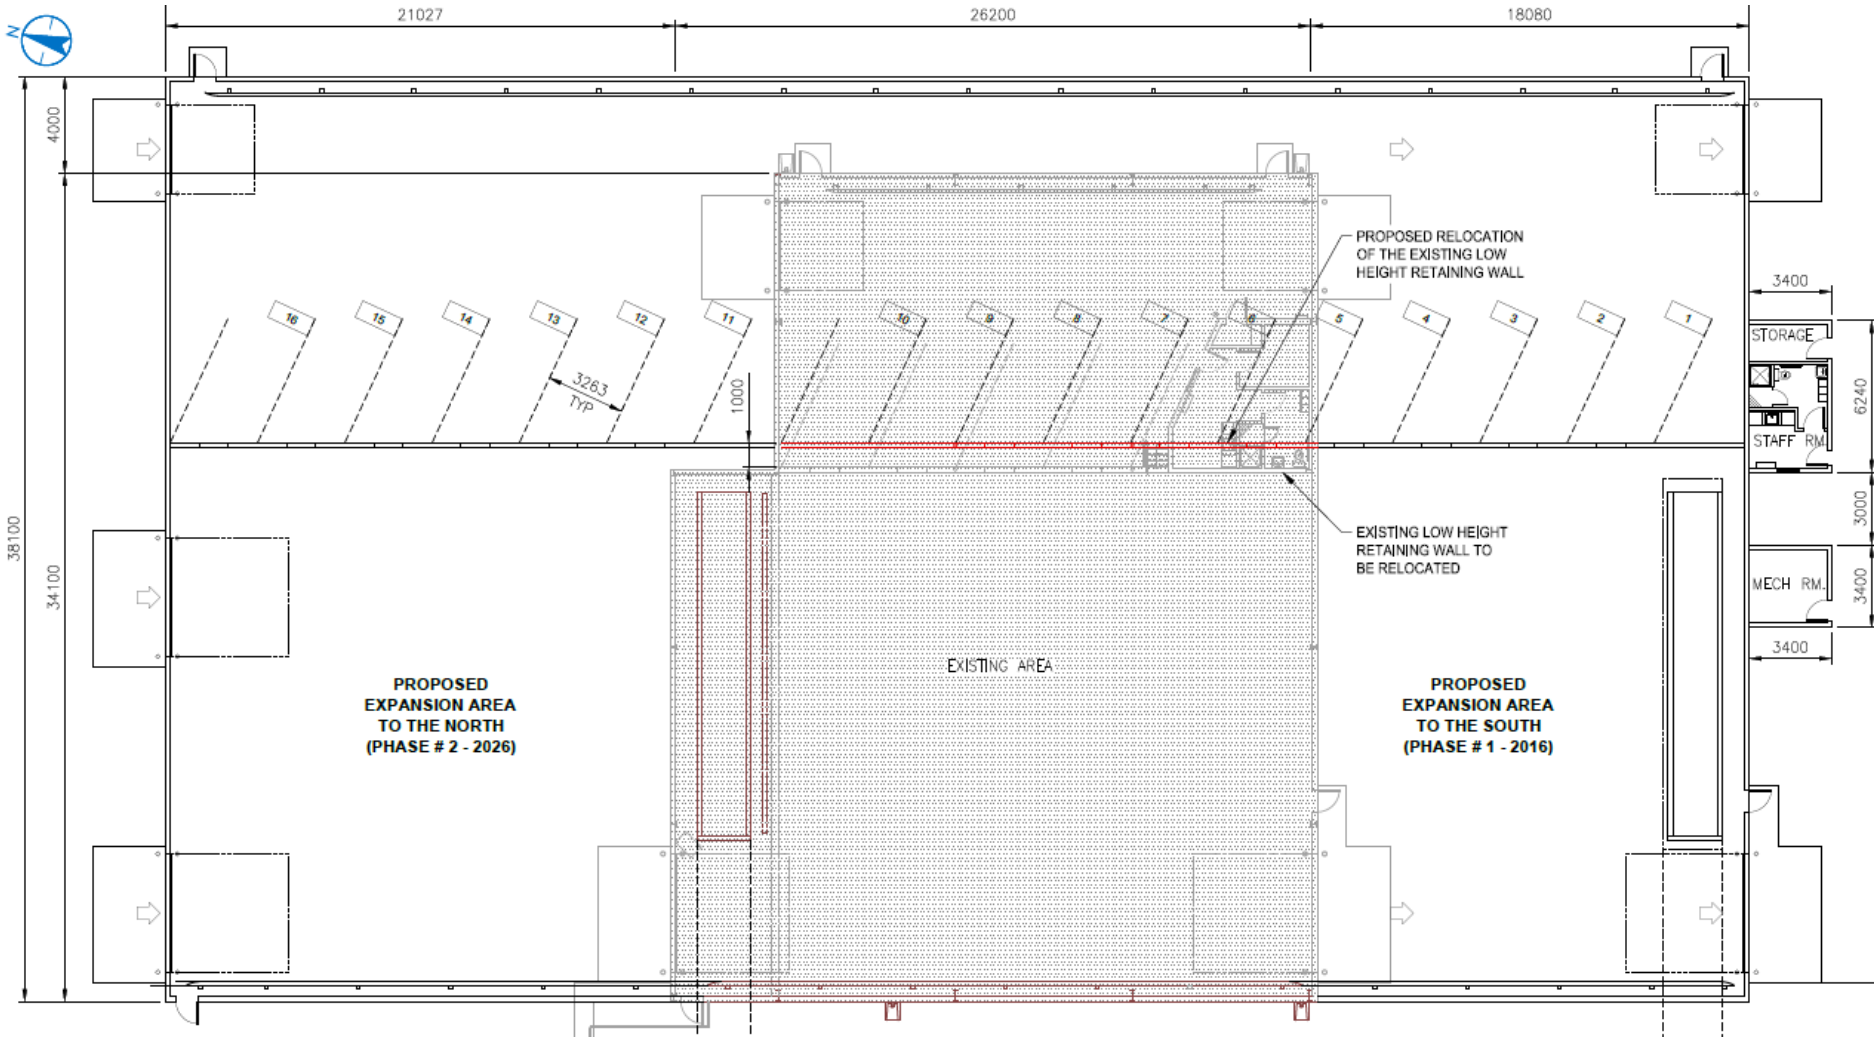 21027
26200
18080
N
4000
PROPOSED RELOCATION
OF THE EXISTING LOW
HEIGHT RETAINING WALL
3400
16
15
14
13
12
11
10
9
8
7
6
5
4
3
2
1
STORAGE
3263
TYP
1000
6240
STAFF RM.
38100
34100
EXISTING LOW HEIGHT
RETAINING WALL TO
BE RELOCATED
3000
MECH RM.
3400
3400
EXISTING AREA
PROPOSED
EXPANSION AREA
TO THE NORTH
(PHASE # 2 - 2026)
PROPOSED
EXPANSION AREA
TO THE SOUTH
(PHASE # 1 - 2016)